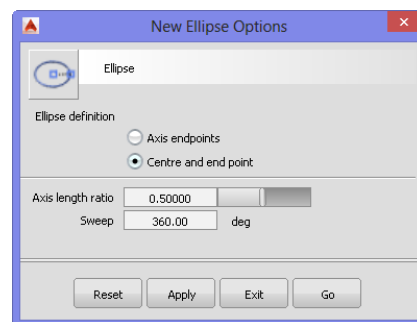 New Ellipse Options
Ellipse
Ellipse definition
Axis endpoints
Centre and end point
Axis length ratio 0.50000
Sweep 360.00 deg
Reset Apply Exit Go